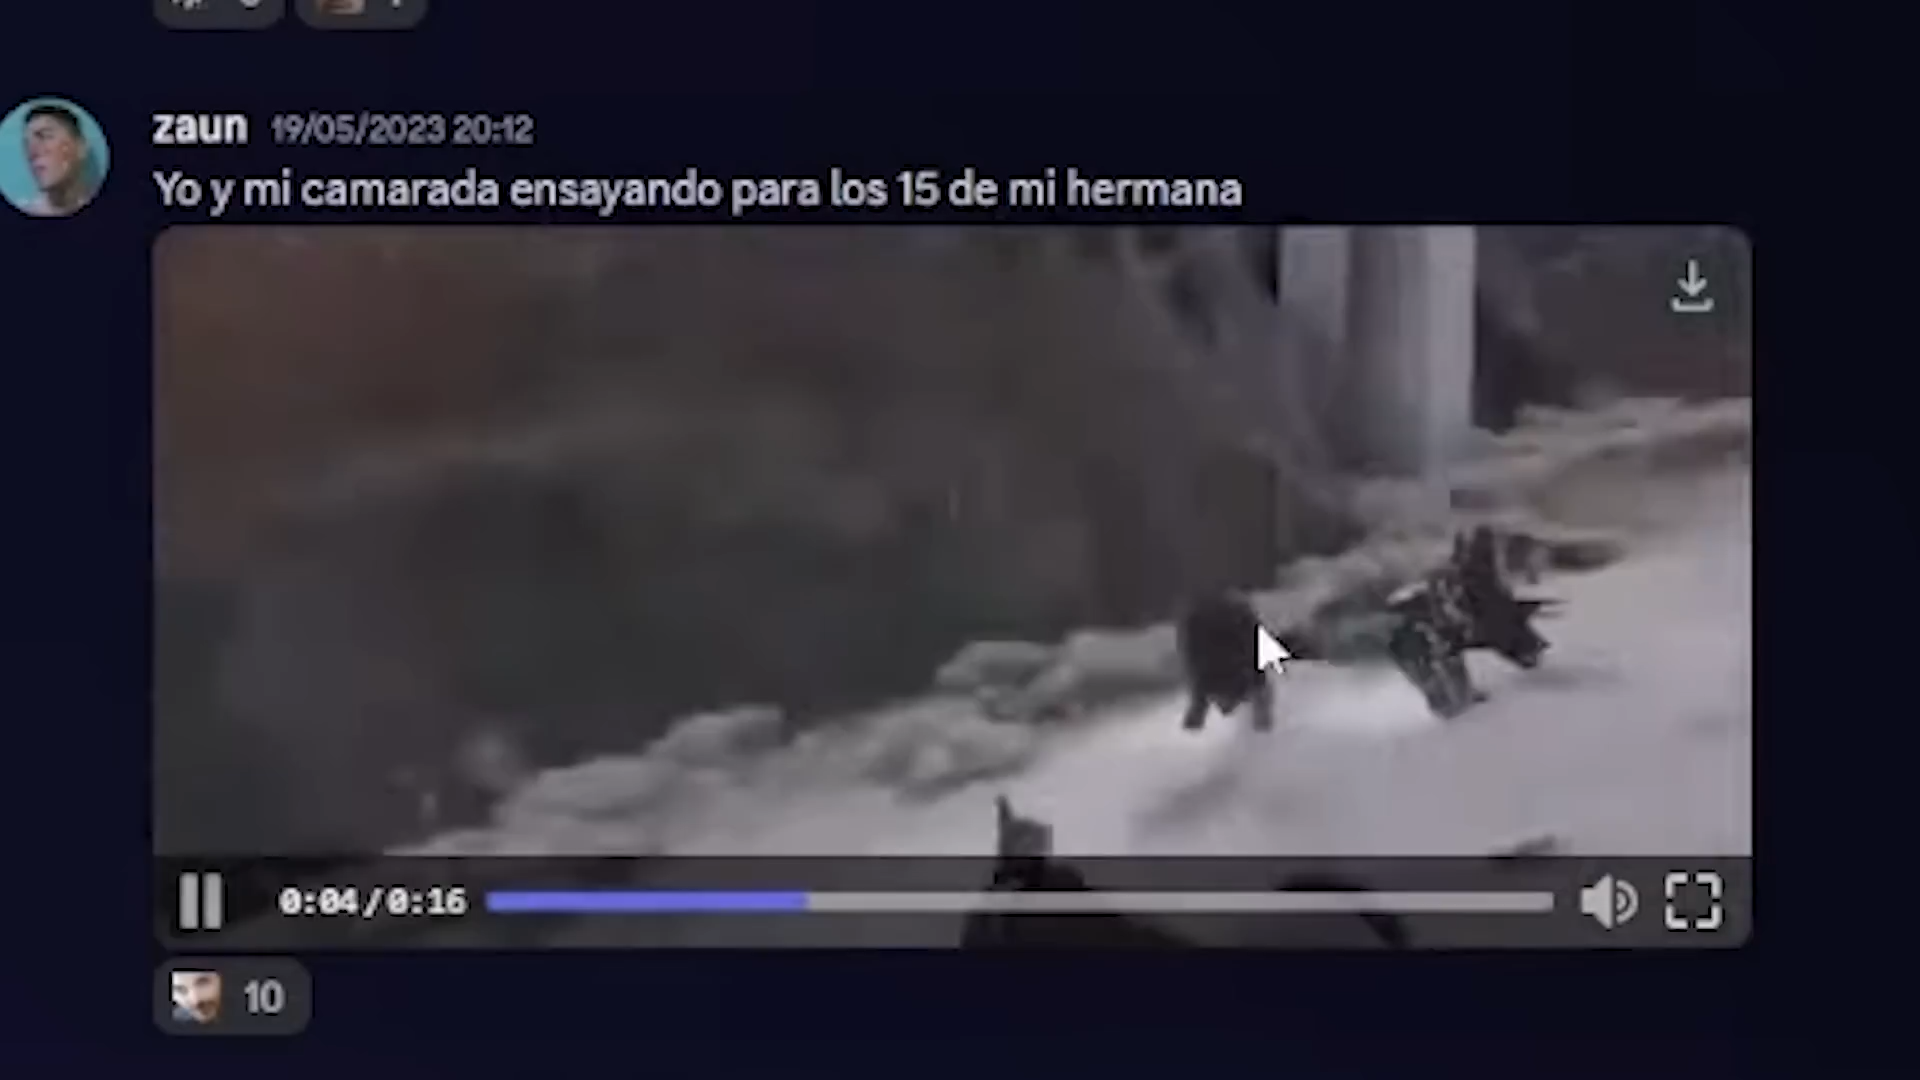 zaun 19/05/2023 20:12
Yo y mi camarada ensayando para los 15 de mi hermana
0:04/0:16
10